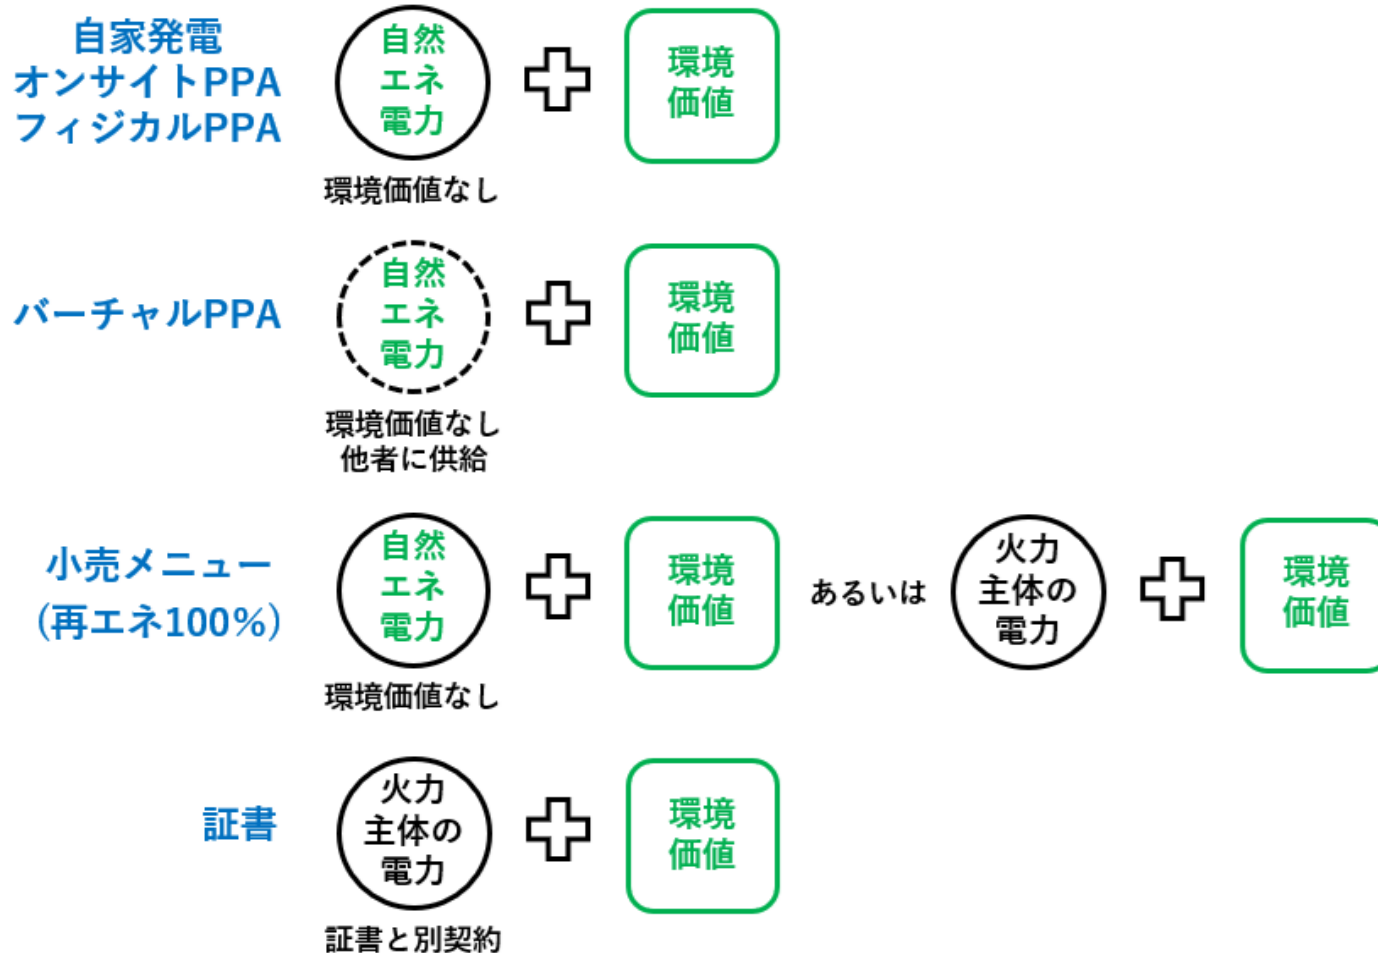 自家発電
オンサイトPPA
フィジカルPPA
自然
エネ
電力
環境価値なし
環境
価値
バーチャルPPA
自然
エネ
電力
環境価値なし
他者に供給
環境
価値
小売メニュー
(再エネ100%)
自然
エネ
電力
環境価値なし
環境
価値
あるいは
火力
主体の
電力
環境
価値
証書
火力
主体の
電力
証書と別契約
環境
価値